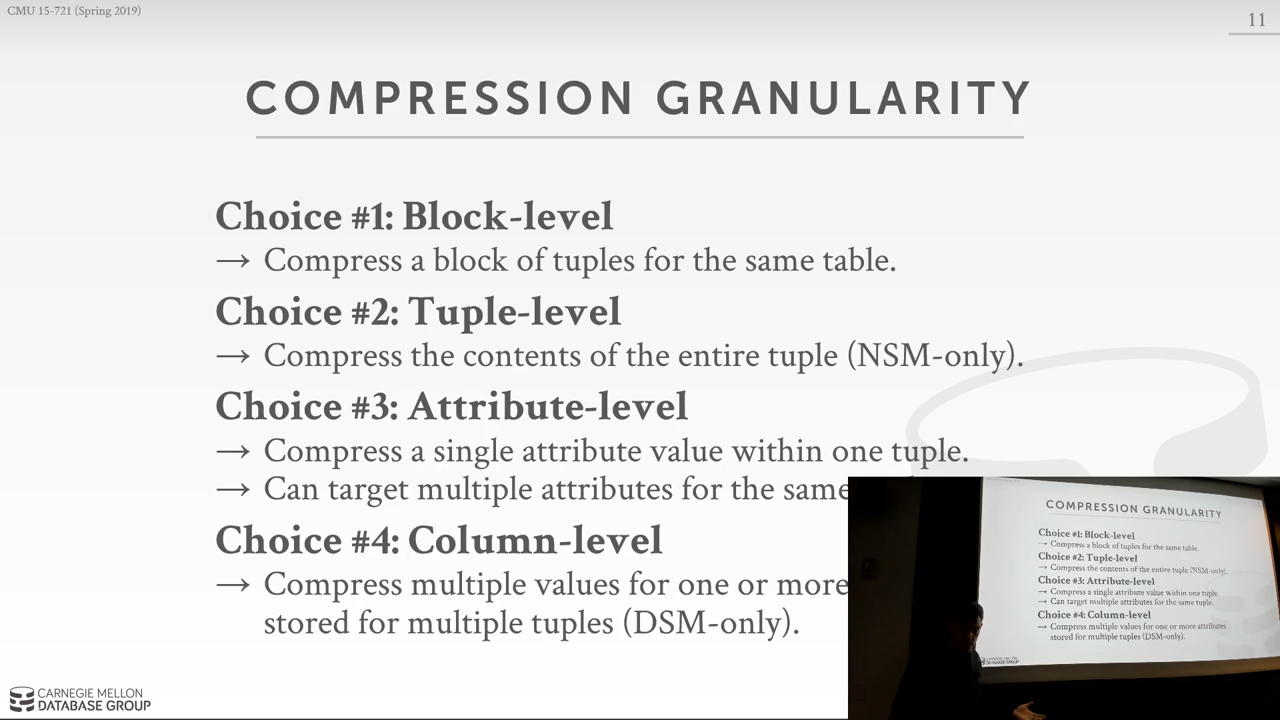 CMU 15-721 (Spring 2019)
11
COMPRESSION GRANULARITY
Choice #1: Block-level
→ Compress a block of tuples for the same table.
Choice #2: Tuple-level
→ Compress the contents of the entire tuple (NSM-only).
Choice #3: Attribute-level
→ Compress a single attribute value within one tuple.
→ Can target multiple attributes for the same
Choice #4: Column-level
→ Compress multiple values for one or more
stored for multiple tuples (DSM-only).
CARNEGIE MELLON
DATABASE GROUP
COMPRESSION GRANULARITY
Choice #1: Block-level
→ Compress a block of tuples for the same table.
Choice #2: Tuple-level
→ Compress the contents of the entire tuple (NSM-only).
Choice #3: Attribute-level
→ Compress a single attribute value within one tuple.
→ Can target multiple attributes for the same tuple.
Choice #4: Column-level
→ Compress multiple values for one or more attributes
stored for multiple tuples (DSM-only).
CARNEGIE MELLON
DATABASE GROUP